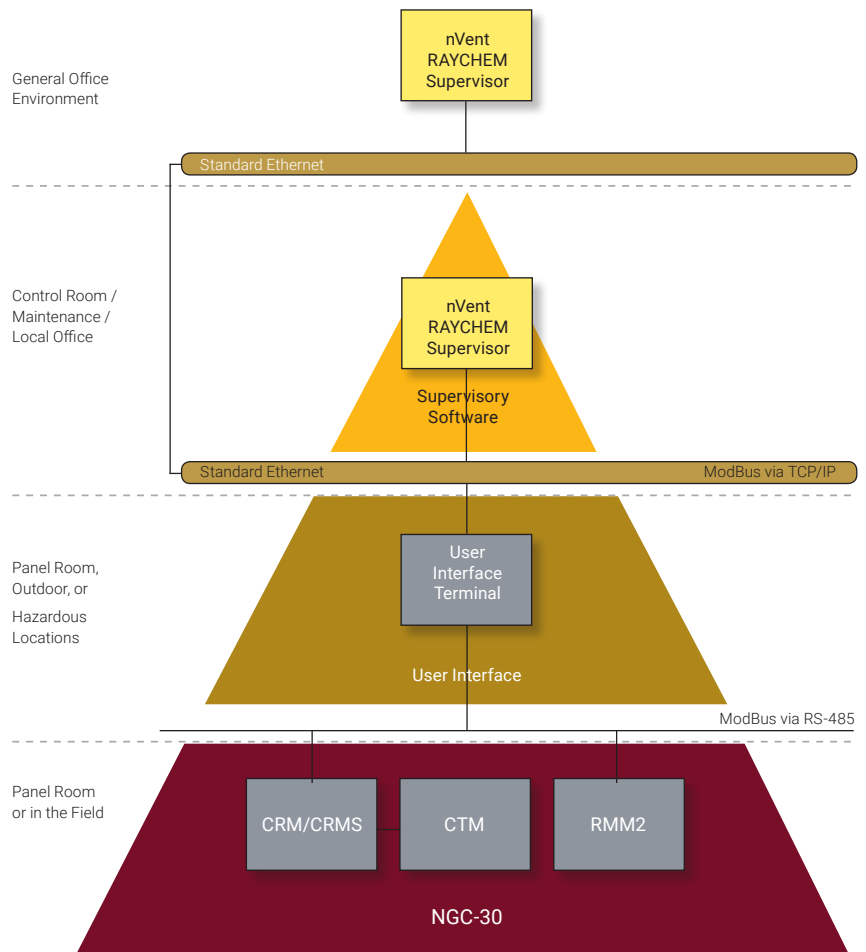 nVent
RAYCHEM
Supervisor
General Office
Environment
Standard Ethernet
Control Room /
Maintenance /
Local Office
nVent
RAYCHEM
Supervisor
Supervisory
Software
Standard Ethernet
ModBus via TCP/IP
Panel Room,
Outdoor, or
Hazardous
Locations
User
Interface
Terminal
User Interface
ModBus via RS-485
Panel Room
or in the Field
CRM/CRMS
CTM
RMM2
NGC-30